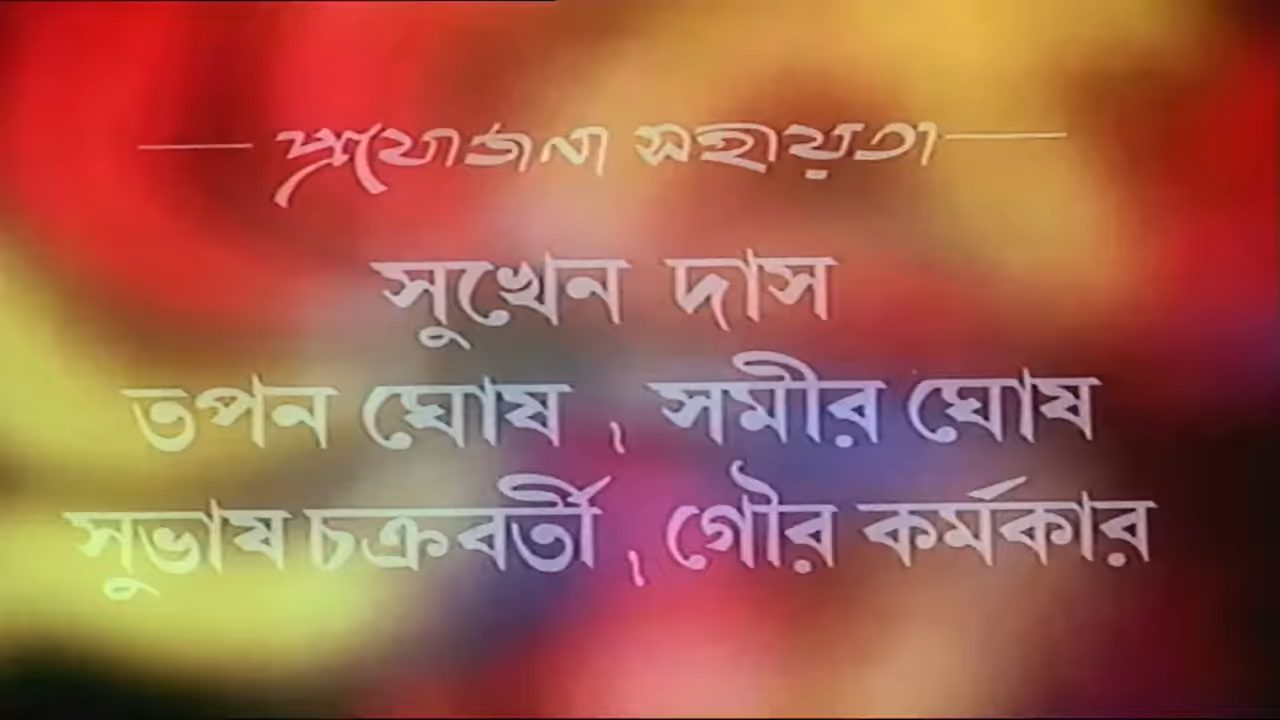 — প্রযোজনা সহায়তা —
সুখেন দাস
তপন ঘোষ , সমীর ঘোষ
সুভাষ চক্রবর্তী , গৌর কর্মকার